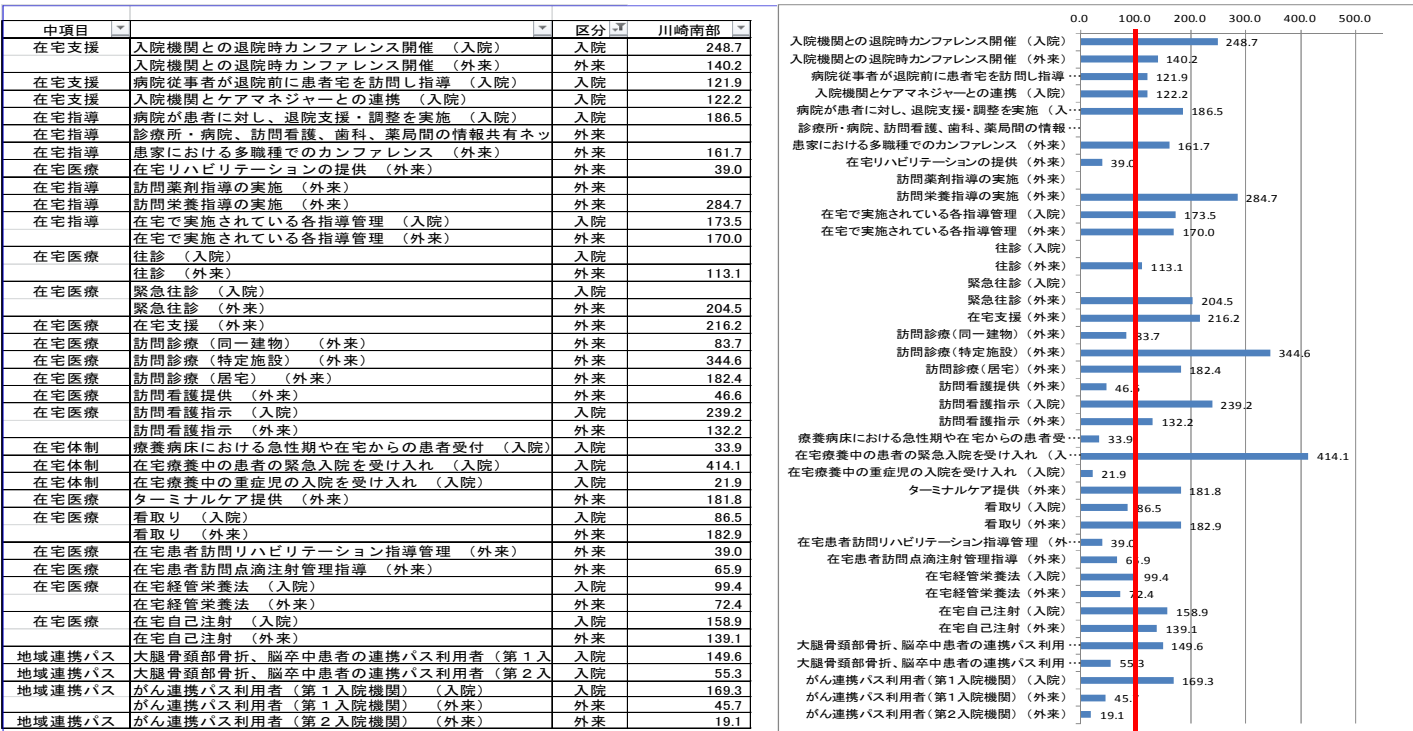 中項目 区分 川崎南部
在宅支援 入院機関との退院時カンファレンス開催 （入院） 入院 248.7
入院機関との退院時カンファレンス開催 （外来） 外来 140.2
在宅支援 病院従事者が退院前に患者宅を訪問し指導 （入院） 入院 121.9
在宅支援 入院機関とケアマネジャーとの連携 （入院） 入院 122.2
在宅指導 病院が患者に対し、退院支援・調整を実施 （入院） 入院 186.5
在宅指導 診療所・病院、訪問看護、歯科、薬局間の情報共有ネッ 外来
在宅指導 患家における多職種でのカンファレンス （外来） 外来 161.7
在宅医療 在宅リハビリテーションの提供 （外来） 外来 39.0
在宅指導 訪問薬剤指導の実施 （外来） 外来
在宅指導 訪問栄養指導の実施 （外来） 外来 284.7
在宅指導 在宅で実施されている各指導管理 （入院） 入院 173.5
在宅で実施されている各指導管理 （外来） 外来 170.0
在宅医療 往診 （入院） 入院
往診 （外来） 外来 113.1
在宅医療 緊急往診 （入院） 入院
緊急往診 （外来） 外来 204.5
在宅医療 在宅支援 （外来） 外来 216.2
在宅医療 訪問診療（同一建物） （外来） 外来 83.7
在宅医療 訪問診療（特定施設） （外来） 外来 344.6
在宅医療 訪問診療（居宅） （外来） 外来 182.4
在宅医療 訪問看護提供 （外来） 外来 46.6
在宅医療 訪問看護指示 （入院） 入院 239.2
訪問看護指示 （外来） 外来 132.2
在宅体制 療養病床における急性期や在宅からの患者受付 （入院） 入院 33.9
在宅体制 在宅療養中の患者の緊急入院を受け入れ （入院） 入院 414.1
在宅体制 在宅療養中の重症児の入院を受け入れ （入院） 入院 21.9
在宅医療 ターミナルケア提供 （外来） 外来 181.8
在宅医療 看取り （入院） 入院 86.5
看取り （外来） 外来 182.9
在宅医療 在宅患者訪問リハビリテーション指導管理 （外来） 外来 39.0
在宅医療 在宅患者訪問点滴注射管理指導 （外来） 外来 65.9
在宅医療 在宅経管栄養法 （入院） 入院 99.4
在宅経管栄養法 （外来） 外来 72.4
在宅医療 在宅自己注射 （入院） 入院 158.9
在宅自己注射 （外来） 外来 139.1
地域連携パス 大腿骨頚部骨折、脳卒中患者の連携パス利用者（第１入 入院 149.6
地域連携パス 大腿骨頚部骨折、脳卒中患者の連携パス利用者（第２入 入院 55.3
地域連携パス がん連携パス利用者（第１入院機関） （入院） 入院 169.3
がん連携パス利用者（第１入院機関） （外来） 外来 45.7
地域連携パス がん連携パス利用者（第２入院機関） （外来） 外来 19.1
0.0 100.0 200.0 300.0 400.0 500.0
入院機関との退院時カンファレンス開催 （入院） 248.7
入院機関との退院時カンファレンス開催 （外来） 140.2
病院従事者が退院前に患者宅を訪問し指導 … 121.9
入院機関とケアマネジャーとの連携 （入院） 122.2
病院が患者に対し、退院支援・調整を実施 （入… 186.5
診療所・病院、訪問看護、歯科、薬局間の情報…
患家における多職種でのカンファレンス （外来） 161.7
在宅リハビリテーションの提供 （外来） 39.0
訪問薬剤指導の実施 （外来）
訪問栄養指導の実施 （外来） 284.7
在宅で実施されている各指導管理 （入院） 173.5
在宅で実施されている各指導管理 （外来） 170.0
往診 （入院）
往診 （外来） 113.1
緊急往診 （入院）
緊急往診 （外来） 204.5
在宅支援 （外来） 216.2
訪問診療（同一建物） （外来） 83.7
訪問診療（特定施設） （外来） 344.6
訪問診療（居宅） （外来） 182.4
訪問看護提供 （外来） 46.6
訪問看護指示 （入院） 239.2
訪問看護指示 （外来） 132.2
療養病床における急性期や在宅からの患者受… 33.9
在宅療養中の患者の緊急入院を受け入れ （入… 414.1
在宅療養中の重症児の入院を受け入れ （入院） 21.9
ターミナルケア提供 （外来） 181.8
看取り （入院） 86.5
看取り （外来） 182.9
在宅患者訪問リハビリテーション指導管理 （外… 39.0
在宅患者訪問点滴注射管理指導 （外来） 65.9
在宅経管栄養法 （入院） 99.4
在宅経管栄養法 （外来） 72.4
在宅自己注射 （入院） 158.9
在宅自己注射 （外来） 139.1
大腿骨頚部骨折、脳卒中患者の連携パス利用… 149.6
大腿骨頚部骨折、脳卒中患者の連携パス利用… 55.3
がん連携パス利用者（第１入院機関） （入院） 169.3
がん連携パス利用者（第１入院機関） （外来） 45.7
がん連携パス利用者（第２入院機関） （外来） 19.1